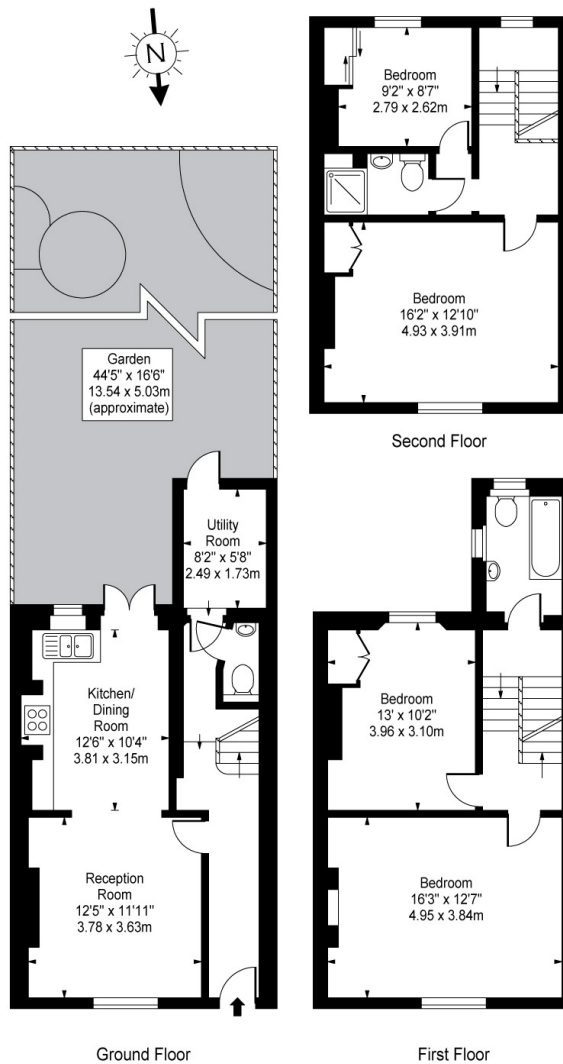 N
Bedroom
9'2" x 8'7"
2.79 x 2.62m
Bedroom
16'2" x 12'10"
4.93 x 3.91m
Second Floor
Garden
44'5" x 16'6"
13.54 x 5.03m
(approximate)
Utility
Room
8'2" x 5'8"
2.49 x 1.73m
Kitchen/
Dining
Room
12'6" x 10'4"
3.81 x 3.15m
Reception
Room
12'5" x 11'11"
3.78 x 3.63m
Ground Floor
Bedroom
13' x 10'2"
3.96 x 3.10m
Bedroom
16'3" x 12'7"
4.95 x 3.84m
First Floor